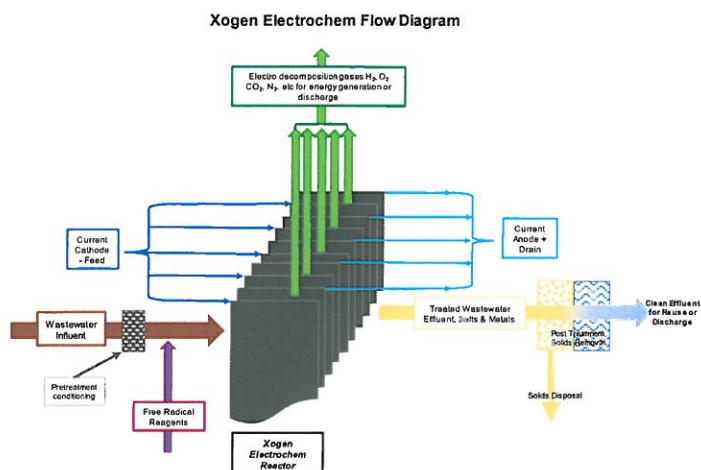 Xogen Electrochem Flow Diagram
Electro decomposition gases H₂, O₂
CO₂, N₂, etc for energy generation or
discharge
Current
Cathode
- Feed
Current
Anode +
Drain
Wastewater
Influent
Treated Wastewater
Effluent, Salts & Metals
Clean Effluent
for Reuse or
Discharge
Post Treatment
Solids Removal
Pretreatment
conditioning
Solids Disposal
Free Radical
Reagents
Xogen
Electrochem
Reactor